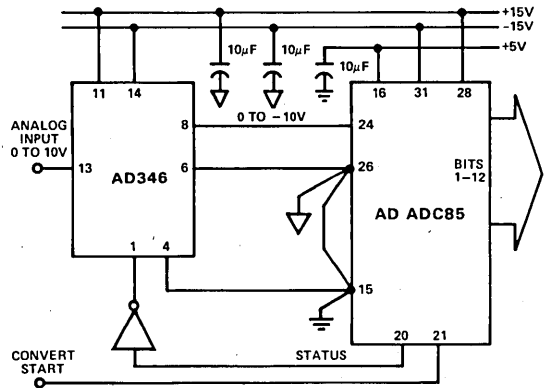 +15V
-15V
+5V
10µF
10µF
10µF
11
14
16
31
28
ANALOG
INPUT
0 TO 10V
13
8
0 TO -10V
24
6
26
BITS
1-12
AD346
AD ADC85
1
4
15
20
21
STATUS
CONVERT
START